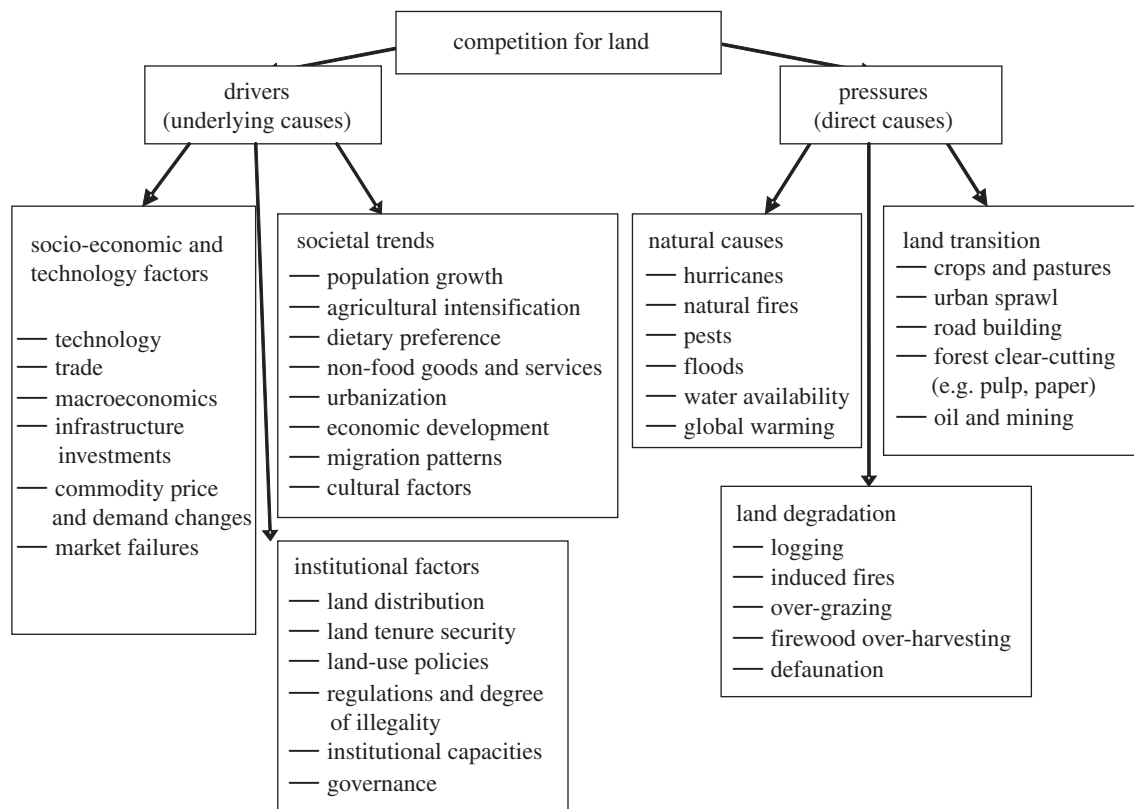 competition for land
drivers
(underlying causes)
pressures
(direct causes)
socio-economic and
technology factors
— technology
— trade
— macroeconomics
— infrastructure
investments
— commodity price
and demand changes
— market failures
societal trends
— population growth
— agricultural intensification
— dietary preference
— non-food goods and services
— urbanization
— economic development
— migration patterns
— cultural factors
institutional factors
— land distribution
— land tenure security
— land-use policies
— regulations and degree
of illegality
— institutional capacities
— governance
natural causes
— hurricanes
— natural fires
— pests
— floods
— water availability
— global warming
land transition
— crops and pastures
— urban sprawl
— road building
— forest clear-cutting
(e.g. pulp, paper)
— oil and mining
land degradation
— logging
— induced fires
— over-grazing
— firewood over-harvesting
— defaunation